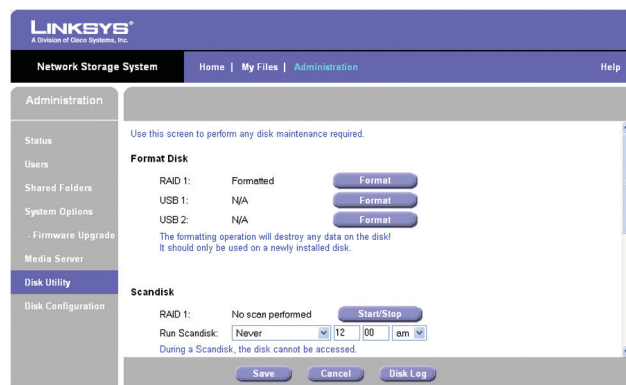 LINKSYS®
A Division of Cisco Systems, Inc.
Network Storage System Home | My Files | Administration Help
Administration
Status
Users
Shared Folders
System Options
- Firmware Upgrade
Media Server
Disk Utility
Disk Configuration
Use this screen to perform any disk maintenance required.
Format Disk
RAID 1: Formatted Format
USB 1: N/A Format
USB 2: N/A Format
The formatting operation will destroy any data on the disk!
It should only be used on a newly installed disk.
Scandisk
RAID 1: No scan performed Start/Stop
Run Scandisk: Never 12 00 am
During a Scandisk, the disk cannot be accessed.
Save Cancel Disk Log